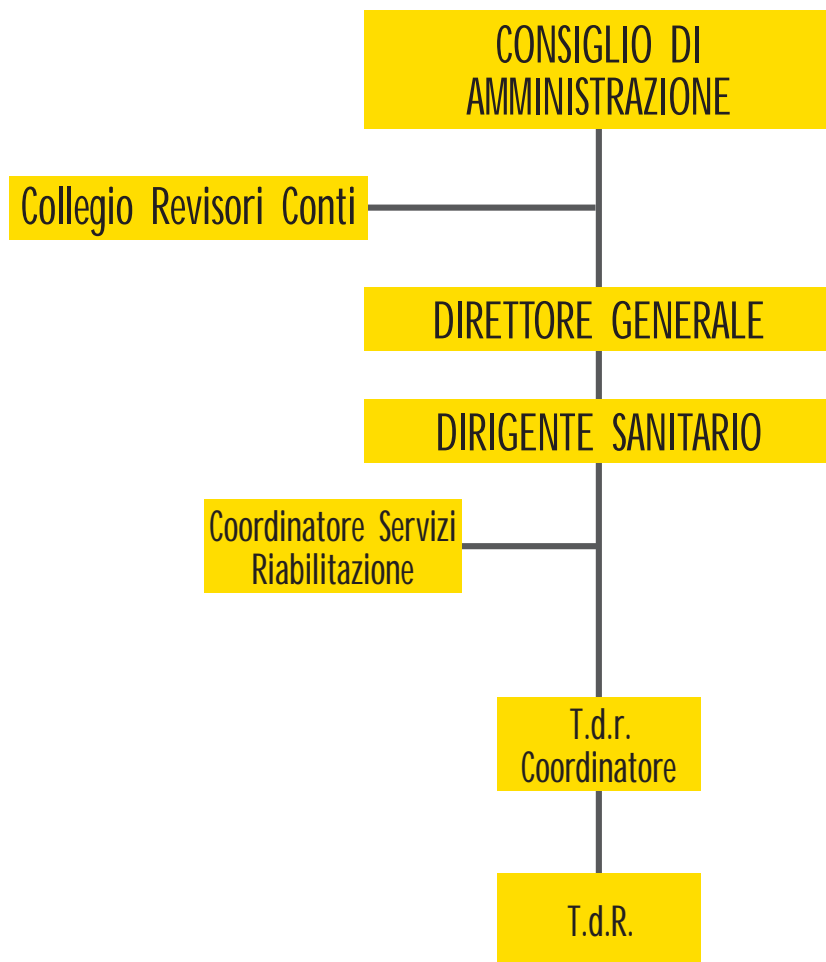 CONSIGLIO DI
AMMINISTRAZIONE
Collegio Revisori Conti
DIRETTORE GENERALE
DIRIGENTE SANITARIO
Coordinatore Servizi
Riabilitazione
T.d.r.
Coordinatore
T.d.R.